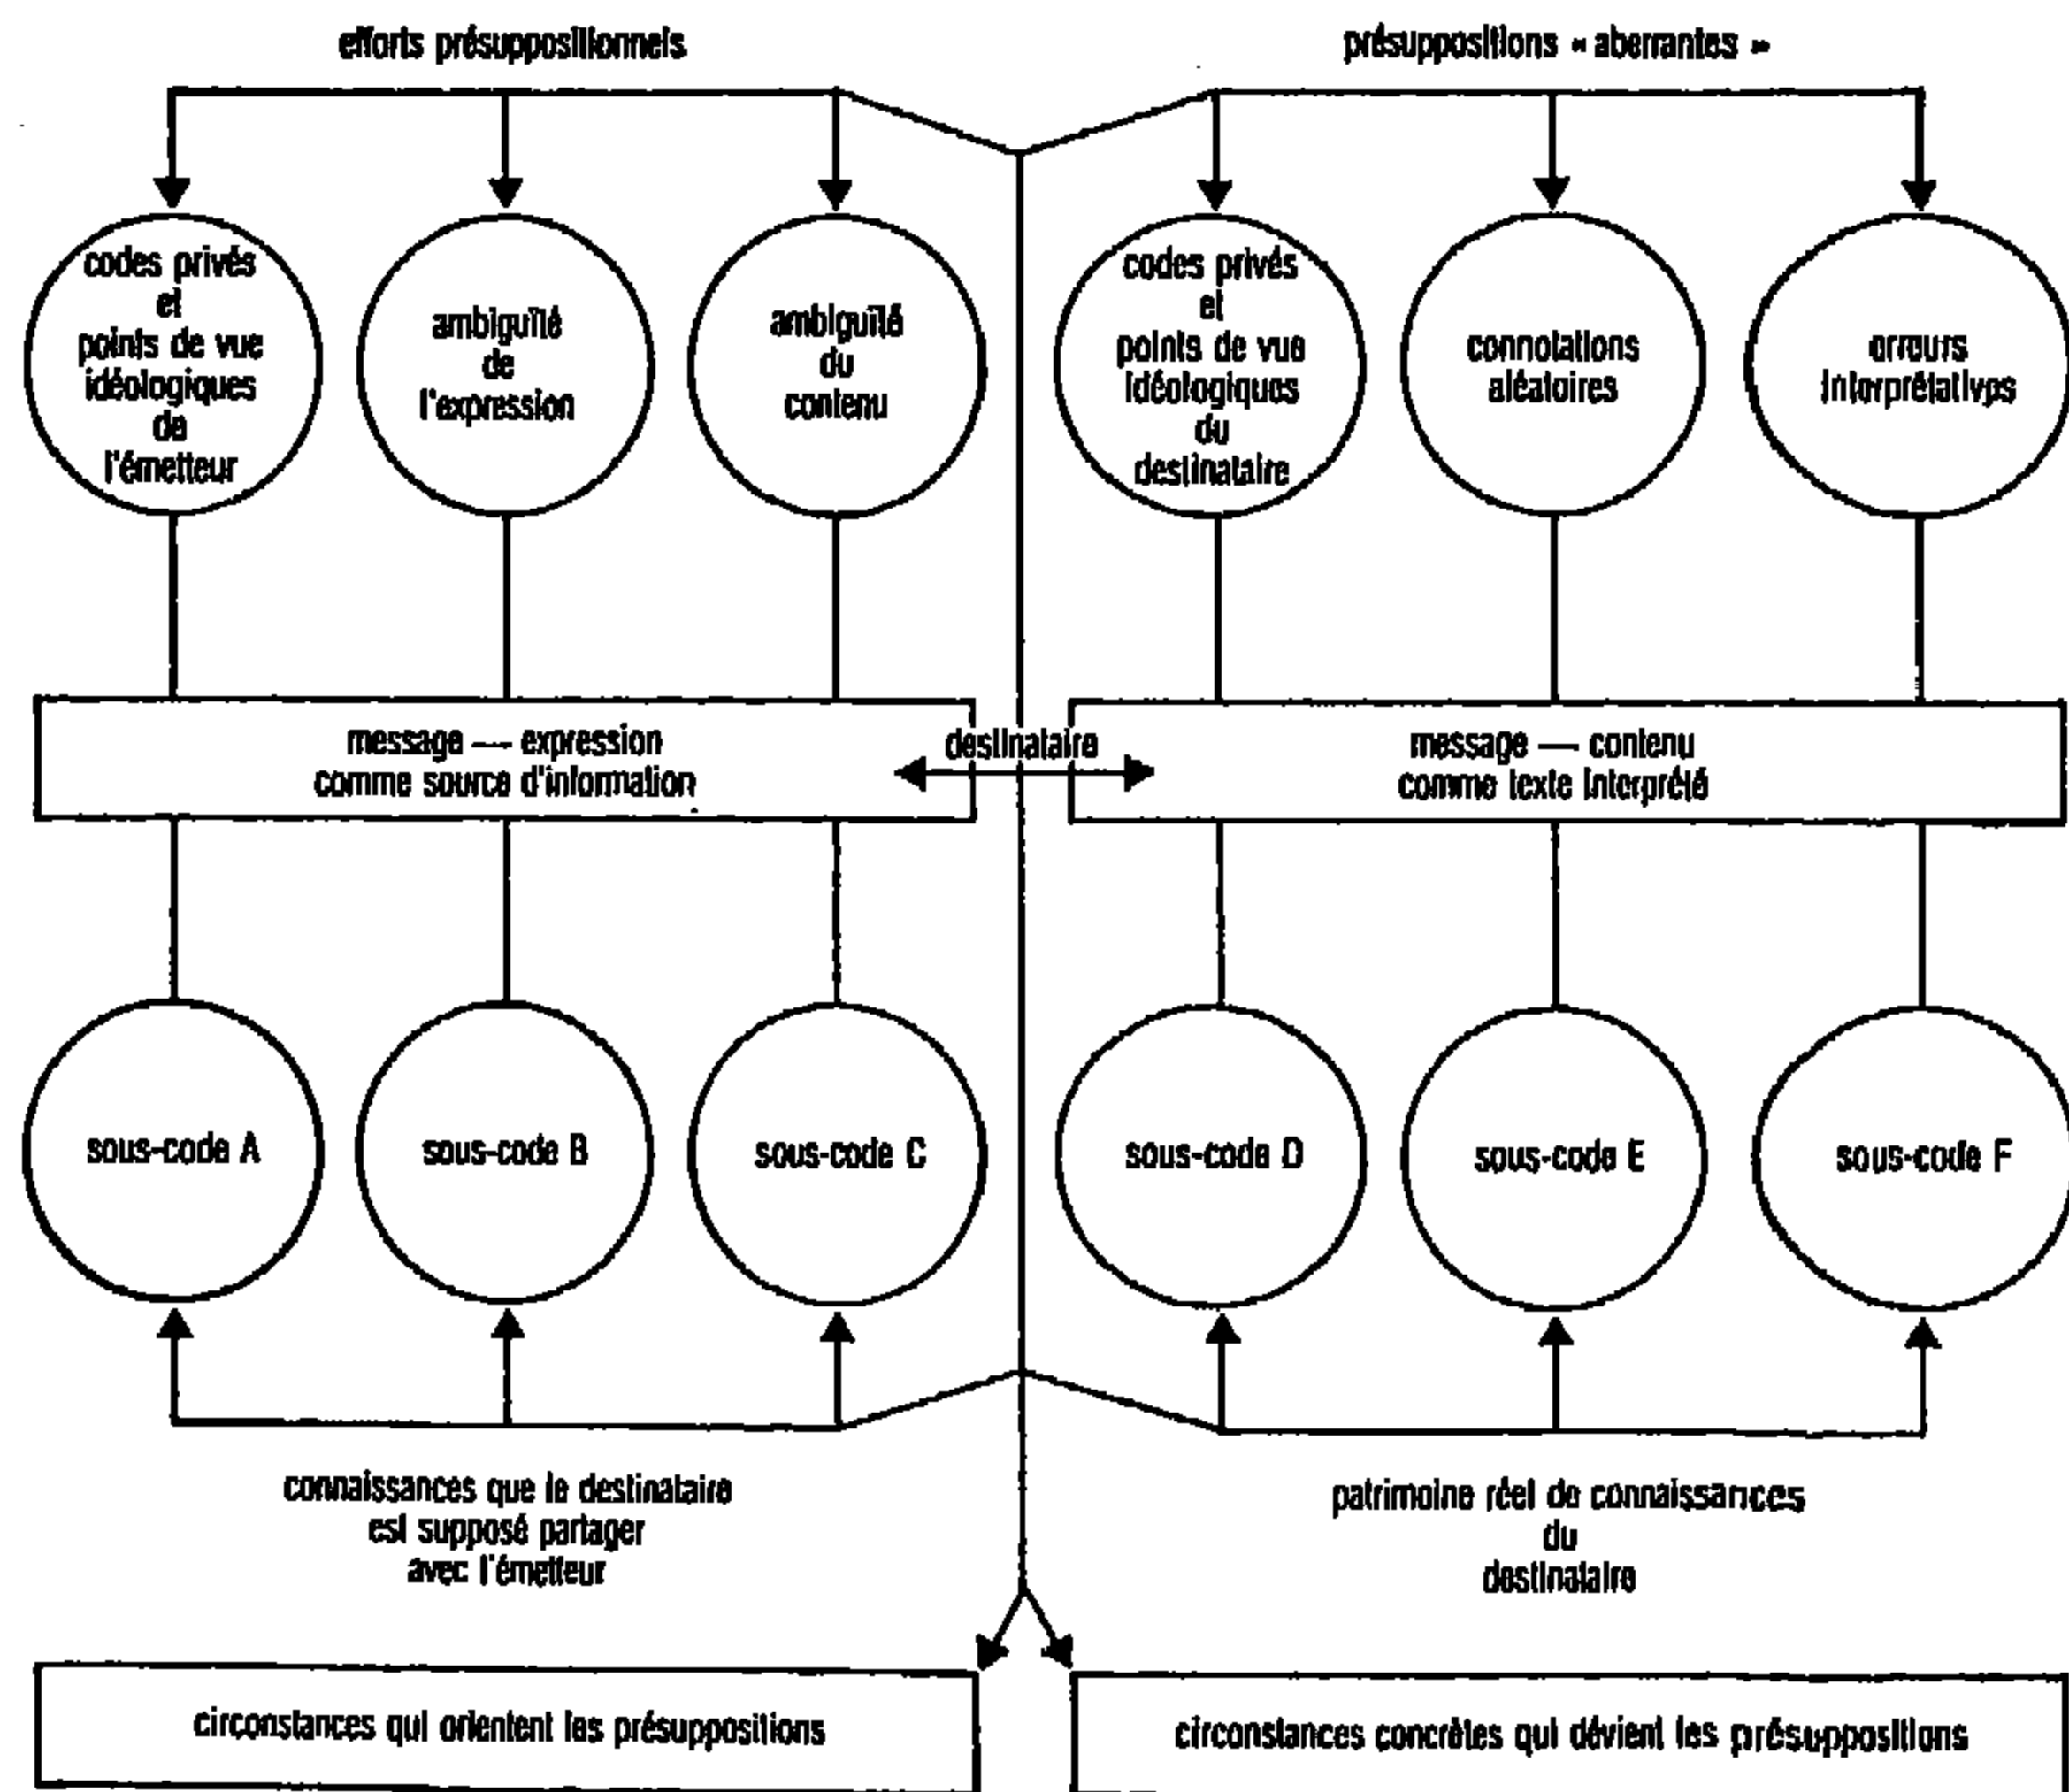 efforts présuppositionnels
présuppositions « aberrantes »
codes privés
et
points de vue
idéologiques
de
l'émetteur
ambiguïté
de
l'expression
ambiguïté
du
contenu
codes privés
et
points de vue
idéologiques
du
destinataire
connotations
aléatoires
erreurs
interprétatives
message — expression
comme source d'information
destinataire
message — contenu
comme texte interprété
sous-code A
sous-code B
sous-code C
sous-code D
sous-code E
sous-code F
connaissances que le destinataire
est supposé partager
avec l'émetteur
patrimoine réel de connaissances
du
destinataire
circonstances qui orientent les présuppositions
circonstances concrètes qui dévient les présuppositions